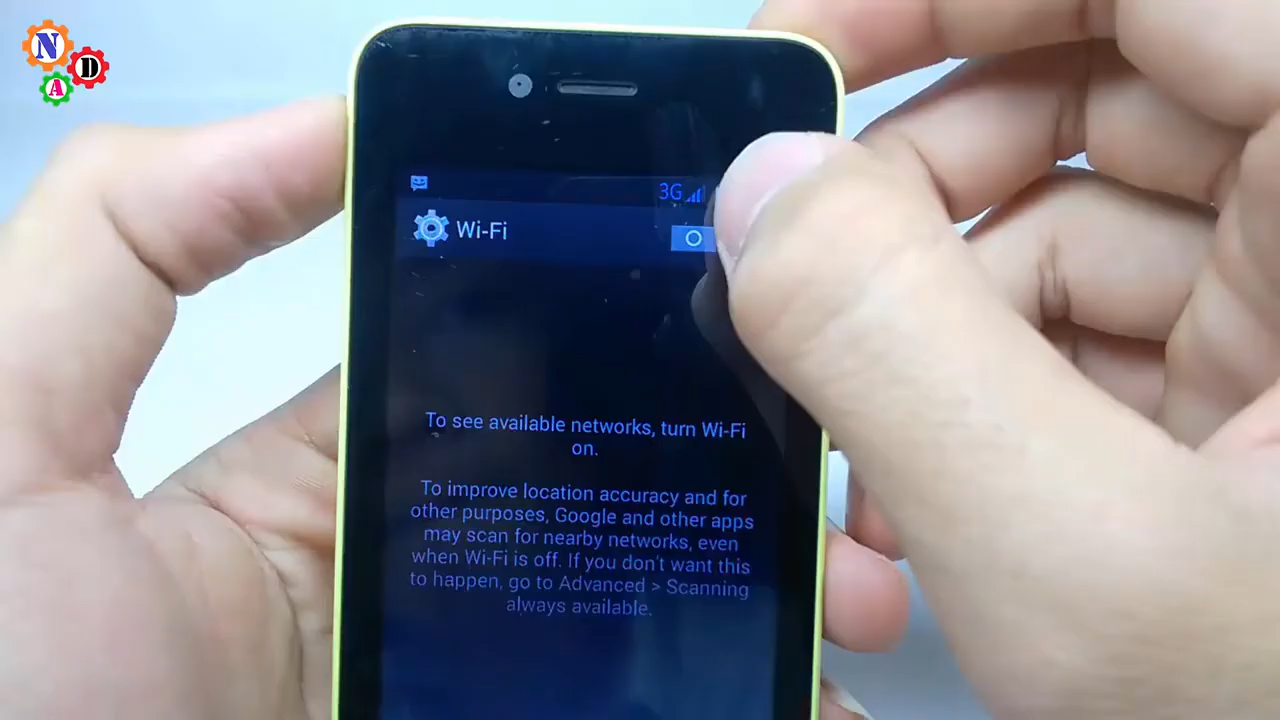 N
D
A
3G
Wi-Fi
To see available networks, turn Wi-Fi
on.
To improve location accuracy and for
other purposes, Google and other apps
may scan for nearby networks, even
when Wi-Fi is off. If you don't want this
to happen, go to Advanced > Scanning
always available.